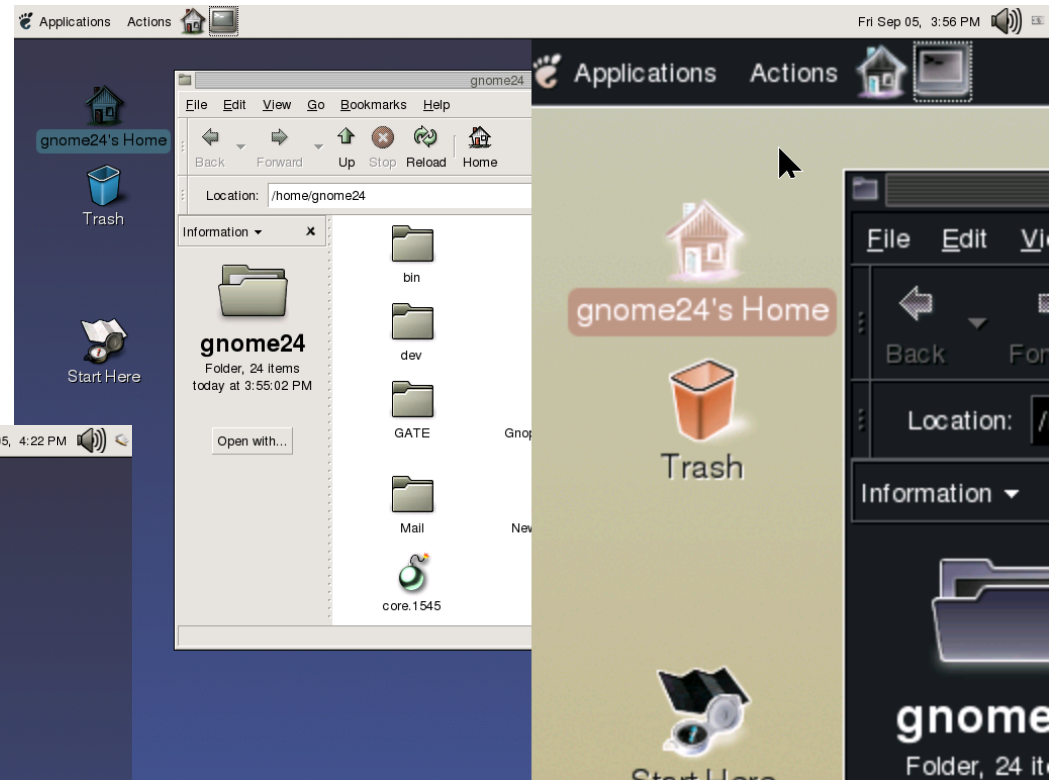 Applications Actions
Fri Sep 05, 3:56 PM
gnome24's Home
Trash
Start Here
gnome24
File Edit View Go Bookmarks Help
Back Forward Up Stop Reload Home
Location: /home/gnome24
Information
gnome24
Folder, 24 items
today at 3:55:02 PM
Open with...
bin
dev
GATE
Mail
core.1545
4:22 PM
Applications Actions
gnome24's Home
Trash
Start Here
File Edit
Back
Location: /
Information
gnome
Folder, 24